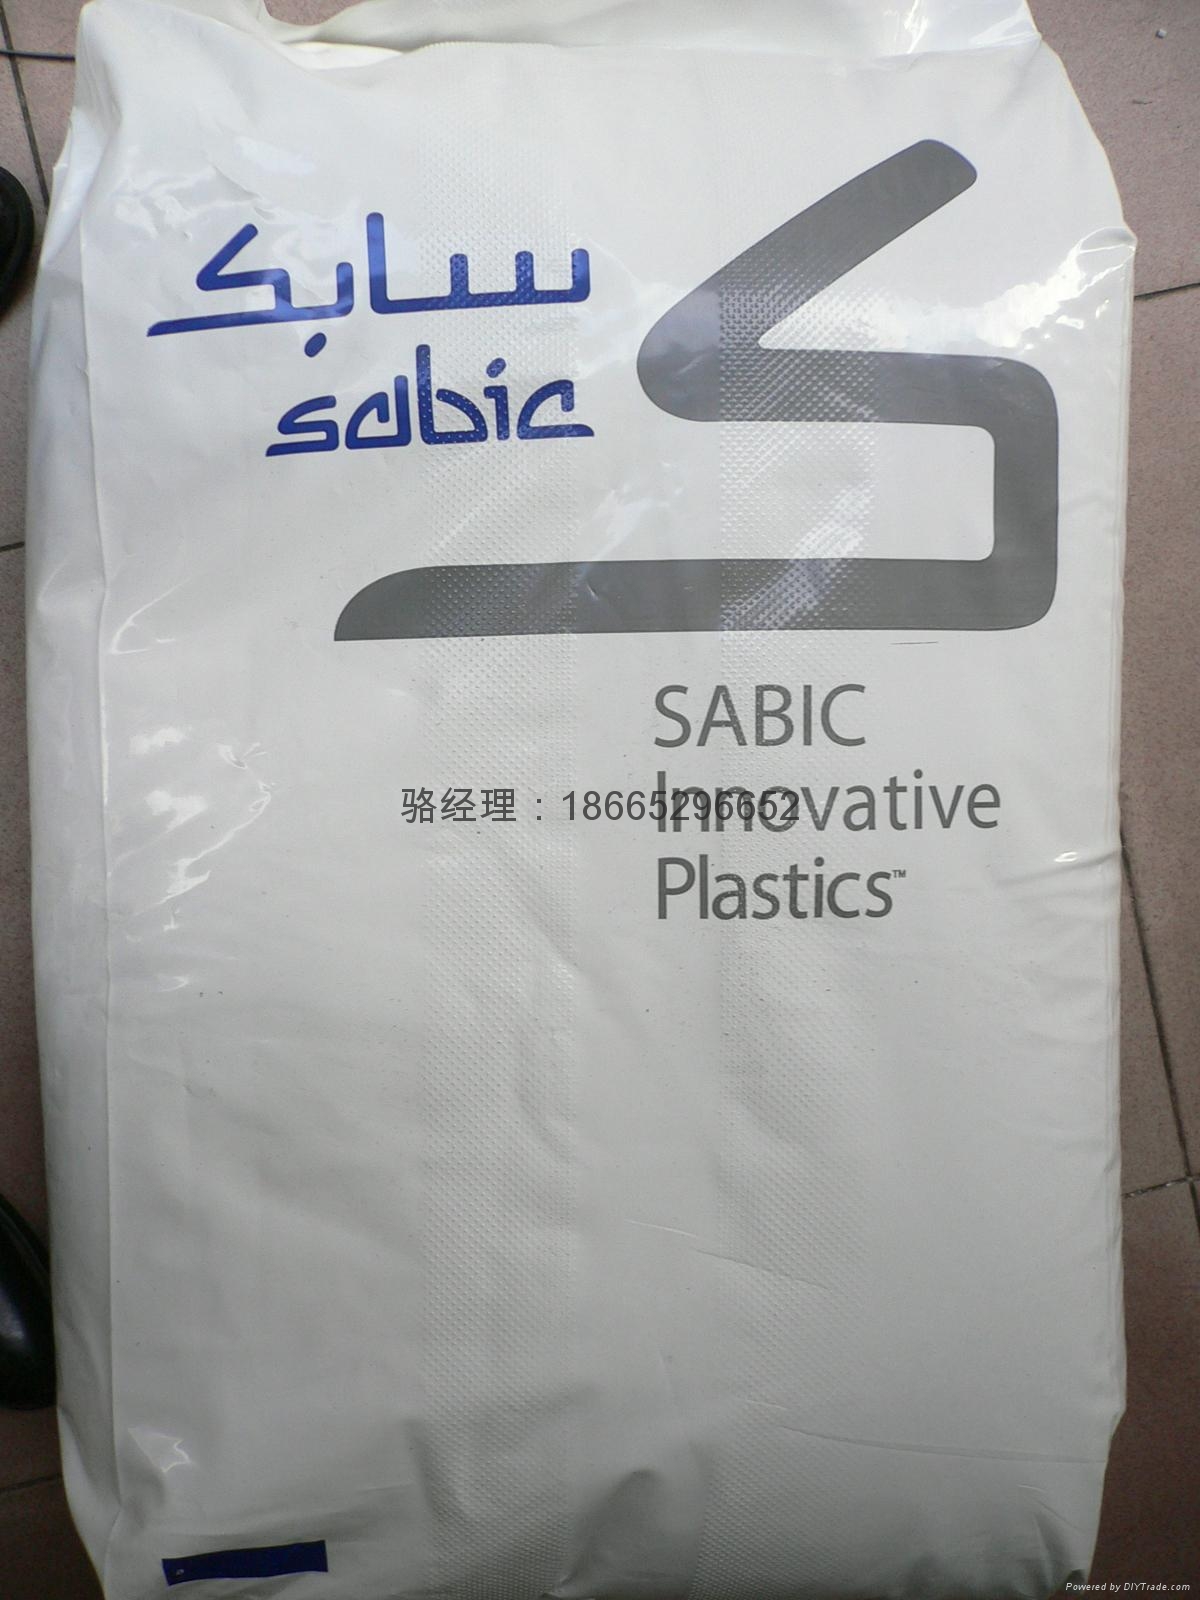 سابك
sabic
SABIC
Innovative
Plastics™
骆经理：18665296652
Powered by DIYTrade.com